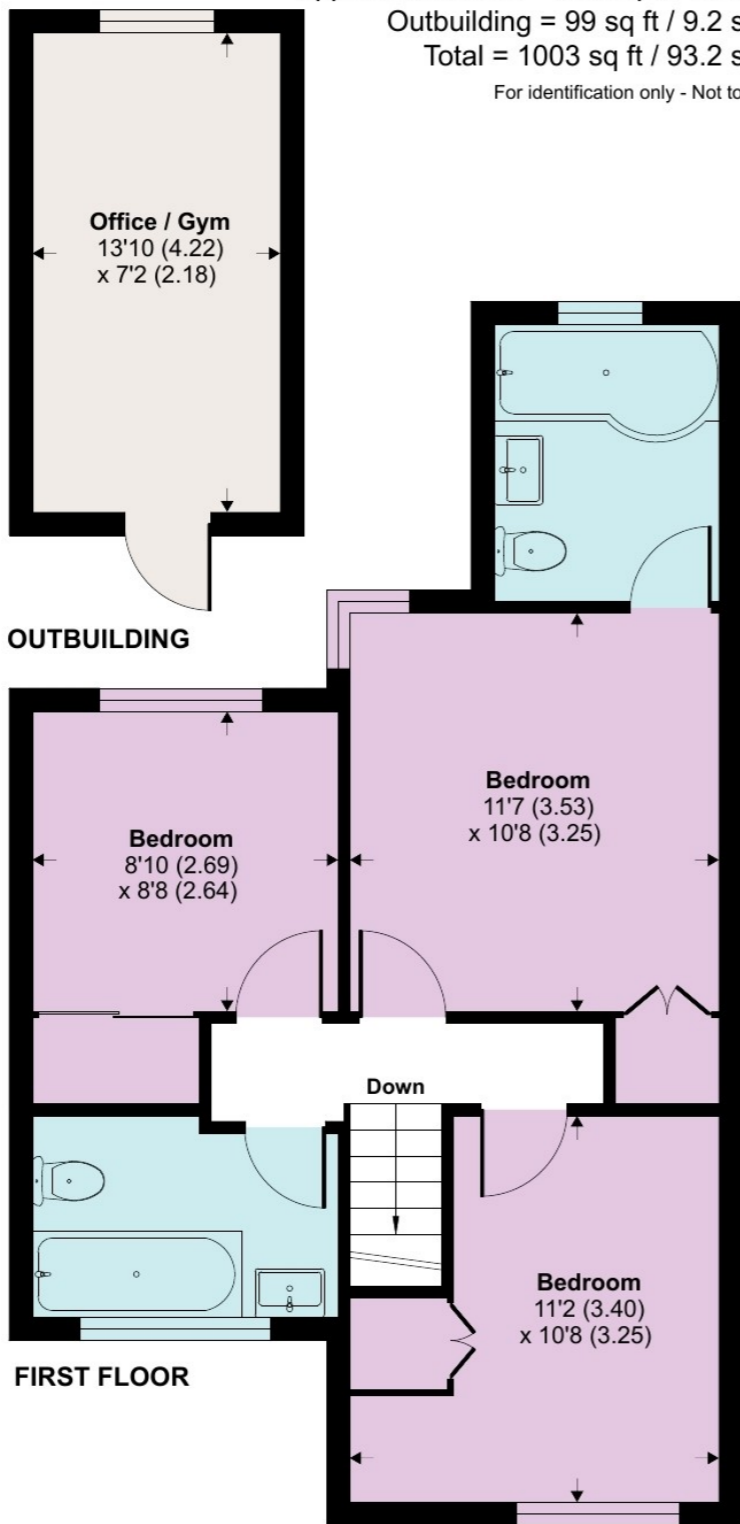 Outbuilding = 99 sq ft / 9.2 s
Total = 1003 sq ft / 93.2 s
For identification only - Not to
Office / Gym
13'10 (4.22)
x 7'2 (2.18)
OUTBUILDING
Bedroom
11'7 (3.53)
x 10'8 (3.25)
Bedroom
8'10 (2.69)
x 8'8 (2.64)
Down
Bedroom
11'2 (3.40)
x 10'8 (3.25)
FIRST FLOOR